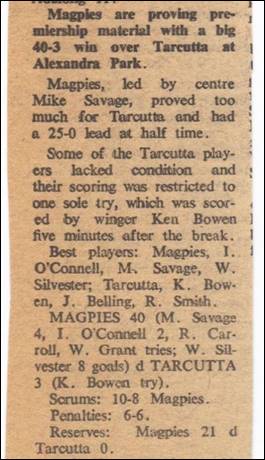 Magpies are proving pre-
miership material with a big
40-3 win over Tarcutta at
Alexandra Park.
Magpies, led by centre
Mike Savage, proved too
much for Tarcutta and had
a 25-0 lead at half time.
Some of the Tarcutta play-
ers lacked condition and
their scoring was restricted to
one sole try, which was scor-
ed by winger Ken Bowen
five minutes after the break.
Best players: Magpies, I.
O'Connell, M. Savage, W.
Silvester; Tarcutta, K. Bow-
en, J. Belling, R. Smith.
MAGPIES 40 (M. Savage
4, I. O'Connell 2, R. Car-
roll, W. Grant tries; W. Sil-
vester 8 goals) d TARCUTTA
3 (K. Bowen try).
Scrums: 10-8 Magpies.
Penalties: 6-6.
Reserves: Magpies 21 d
Tarcutta 0.